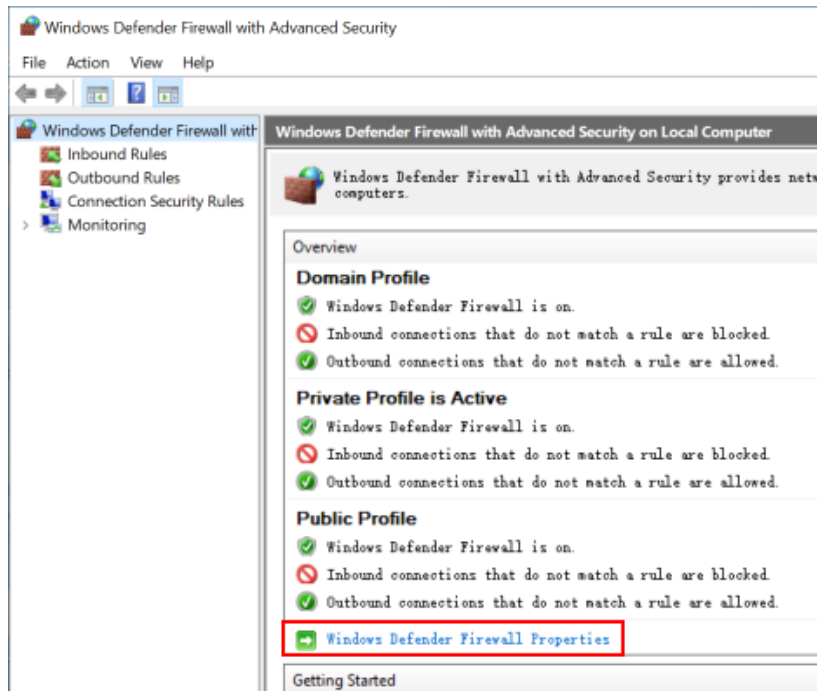 Windows Defender Firewall with Advanced Security
File Action View Help
Windows Defender Firewall with
Inbound Rules
Outbound Rules
Connection Security Rules
Monitoring
Windows Defender Firewall with Advanced Security on Local Computer
Windows Defender Firewall with Advanced Security provides netw
computers.
Overview
Domain Profile
Windows Defender Firewall is on.
Inbound connections that do not match a rule are blocked.
Outbound connections that do not match a rule are allowed.
Private Profile is Active
Windows Defender Firewall is on.
Inbound connections that do not match a rule are blocked.
Outbound connections that do not match a rule are allowed.
Public Profile
Windows Defender Firewall is on.
Inbound connections that do not match a rule are blocked.
Outbound connections that do not match a rule are allowed.
Windows Defender Firewall Properties
Getting Started